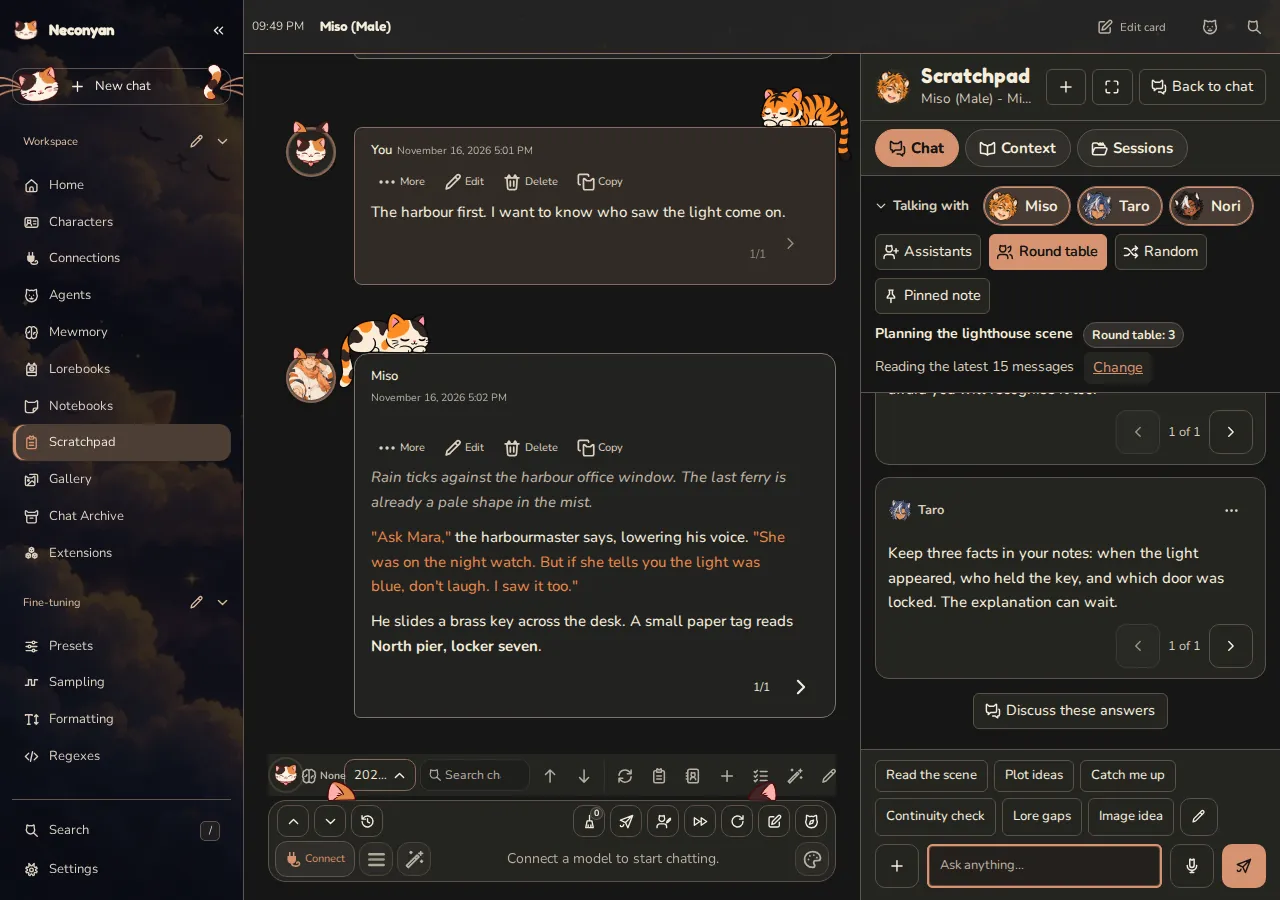 Neconyan
New chat
Workspace
Home
Characters
Connections
Agents
Mewmory
Lorebooks
Notebooks
Scratchpad
Gallery
Chat Archive
Extensions
Fine-tuning
Presets
Sampling
Formatting
Regexes
Search /
Settings
09:49 PM Miso (Male) Edit card
You November 16, 2026 5:01 PM
More Edit Delete Copy
The harbour first. I want to know who saw the light come on.
1/1
Miso
November 16, 2026 5:02 PM
More Edit Delete Copy
Rain ticks against the harbour office window. The last ferry is
already a pale shape in the mist.
"Ask Mara," the harbourmaster says, lowering his voice. "She
was on the night watch. But if she tells you the light was
blue, don't laugh. I saw it too."
He slides a brass key across the desk. A small paper tag reads
North pier, locker seven.
1/1
None 202... Search ch
0
Connect Connect a model to start chatting.
Scratchpad
Miso (Male) - Mi...
Back to chat
Chat Context Sessions
Talking with Miso Taro Nori
Assistants Round table Random
Pinned note
Planning the lighthouse scene Round table: 3
Reading the latest 15 messages Change
1 of 1
Taro
Keep three facts in your notes: when the light
appeared, who held the key, and which door was
locked. The explanation can wait.
1 of 1
Discuss these answers
Read the scene Plot ideas Catch me up
Continuity check Lore gaps Image idea
Ask anything...